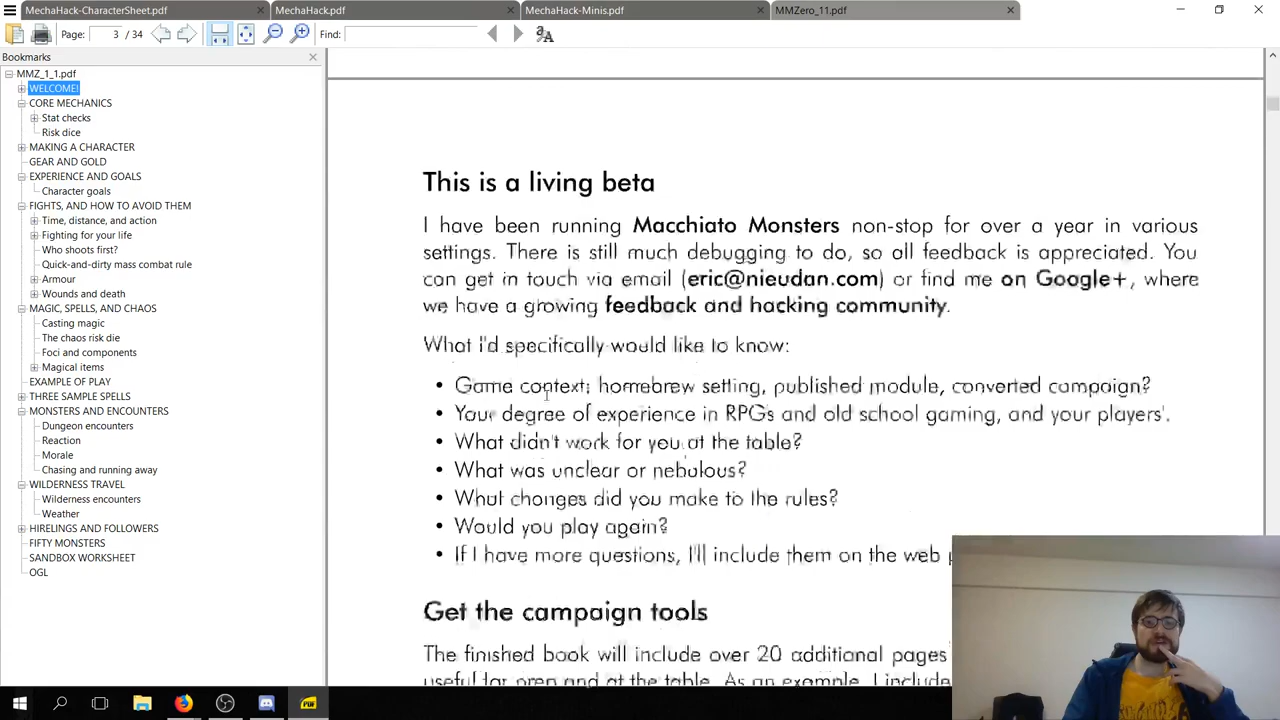 MechaHack-CharacterSheet.pdf
MechaHack.pdf
MechaHack-Minis.pdf
MMZero_11.pdf
Page: 3 / 34
Find:
Bookmarks
MMZ_1_1.pdf
WELCOME!
CORE MECHANICS
Stat checks
Risk dice
MAKING A CHARACTER
GEAR AND GOLD
EXPERIENCE AND GOALS
Character goals
FIGHTS, AND HOW TO AVOID THEM
Time, distance, and action
Fighting for your life
Who shoots first?
Quick-and-dirty mass combat rule
Armour
Wounds and death
MAGIC, SPELLS, AND CHAOS
Casting magic
The chaos risk die
Foci and components
Magical items
EXAMPLE OF PLAY
THREE SAMPLE SPELLS
MONSTERS AND ENCOUNTERS
Dungeon encounters
Reaction
Morale
Chasing and running away
WILDERNESS TRAVEL
Wilderness encounters
Weather
HIRELINGS AND FOLLOWERS
FIFTY MONSTERS
SANDBOX WORKSHEET
OGL
This is a living beta
I have been running Macchiato Monsters non-stop for over a year in various
settings. There is still much debugging to do, so all feedback is appreciated. You
can get in touch via email (eric@nieudan.com) or find me on Google+, where
we have a growing feedback and hacking community.
What I'd specifically would like to know:
• Game context: homebrew setting, published module, converted campaign?
• Your degree of experience in RPGs and old school gaming, and your players'.
• What didn't work for you at the table?
• What was unclear or nebulous?
• What changes did you make to the rules?
• Would you play again?
• If I have more questions, I'll include them on the web
Get the campaign tools
The finished book will include over 20 additional pages
useful for prep and at the table. As an example, I include